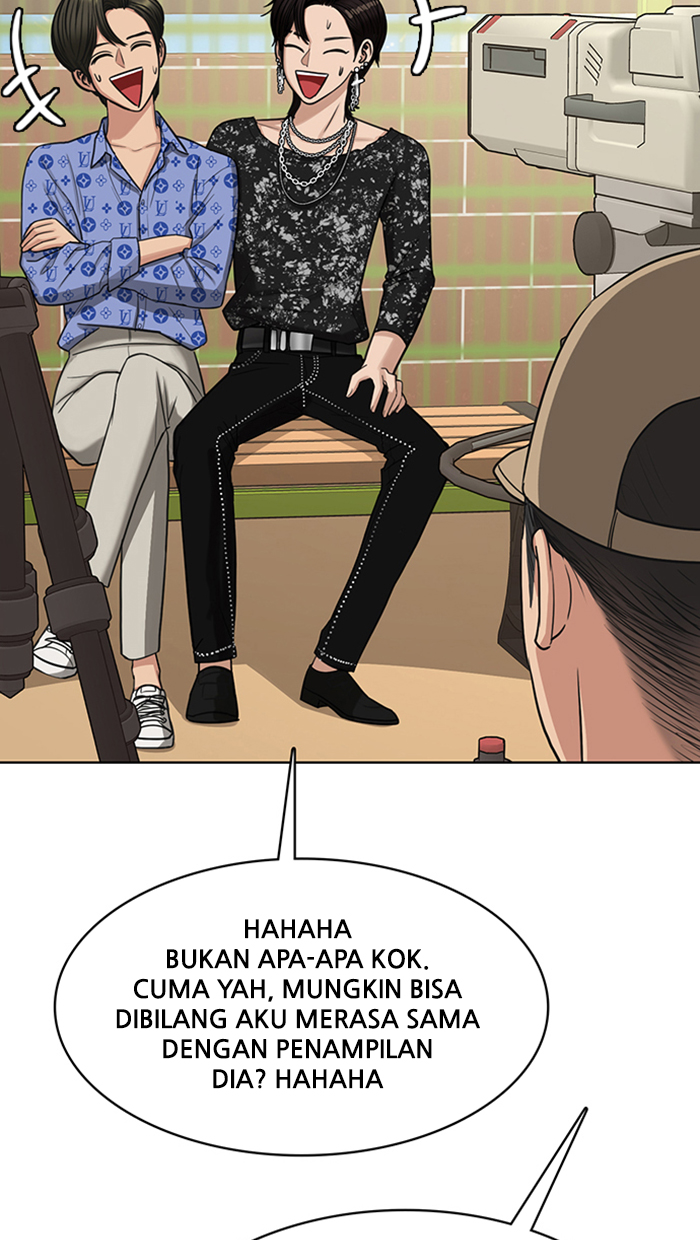 HAHAHA
BUKAN APA-APA KOK.
CUMA YAH, MUNGKIN BISA
DIBILANG AKU MERASA SAMA
DENGAN PENAMPILAN
DIA? HAHAHA